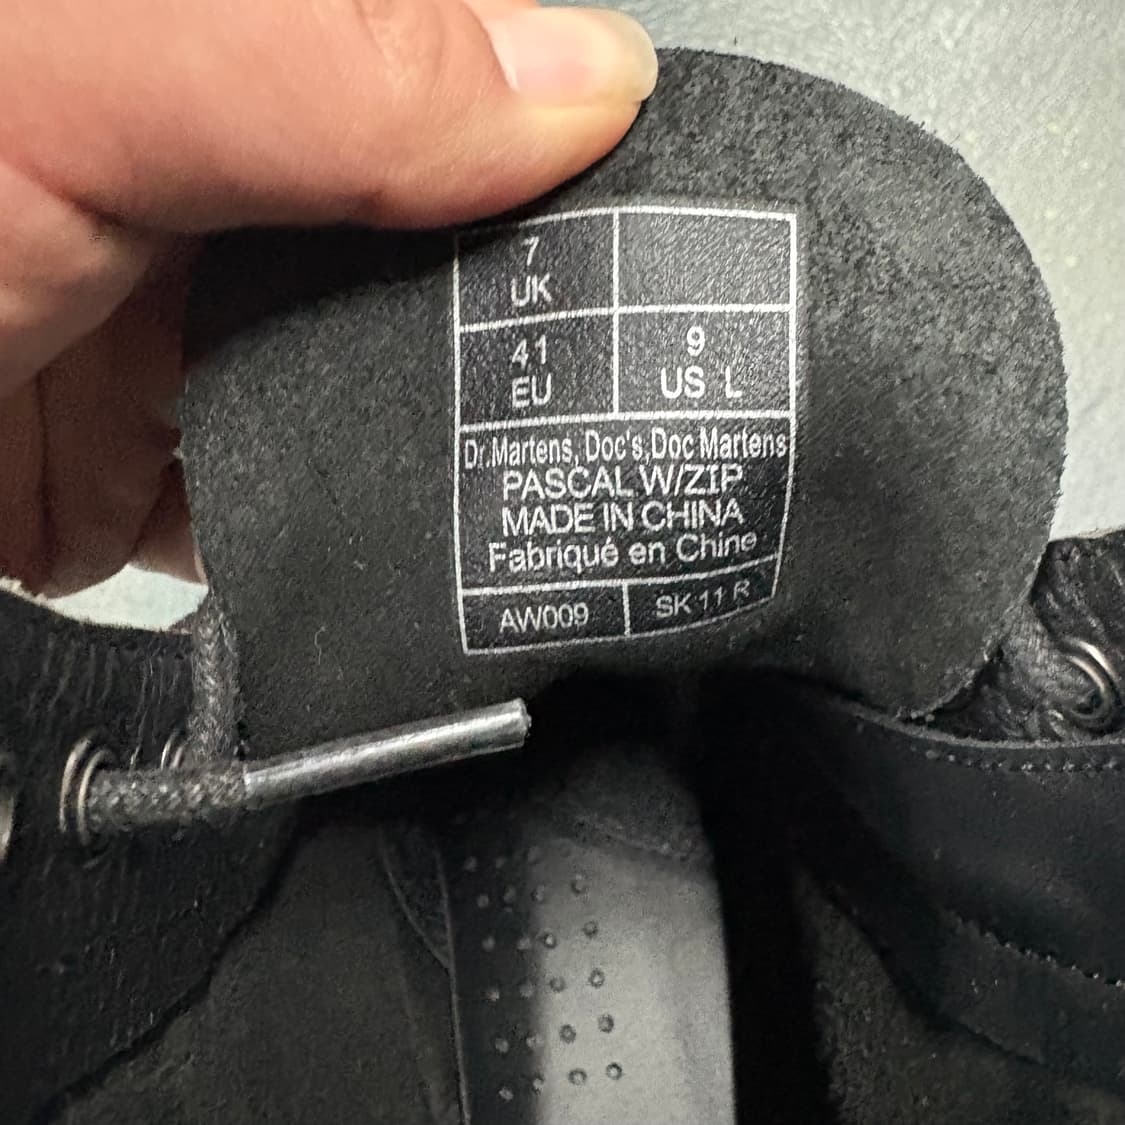 7
UK
41
EU
9
US L
Dr.Martens, Doc's,Doc Martens
PASCAL W/ZIP
MADE IN CHINA
Fabriqué en Chine
AW009
SK 11 R